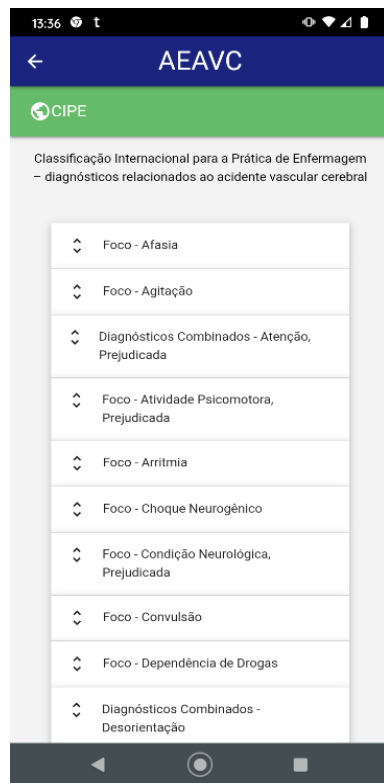 13:36 t
AEAVC
CIPE
Classificação Internacional para a Prática de Enfermagem
– diagnósticos relacionados ao acidente vascular cerebral
Foco - Afasia
Foco - Agitação
Diagnósticos Combinados - Atenção,
Prejudicada
Foco - Atividade Psicomotora,
Prejudicada
Foco - Arritmia
Foco - Choque Neurogênico
Foco - Condição Neurológica,
Prejudicada
Foco - Convulsão
Foco - Dependência de Drogas
Diagnósticos Combinados -
Desorientação